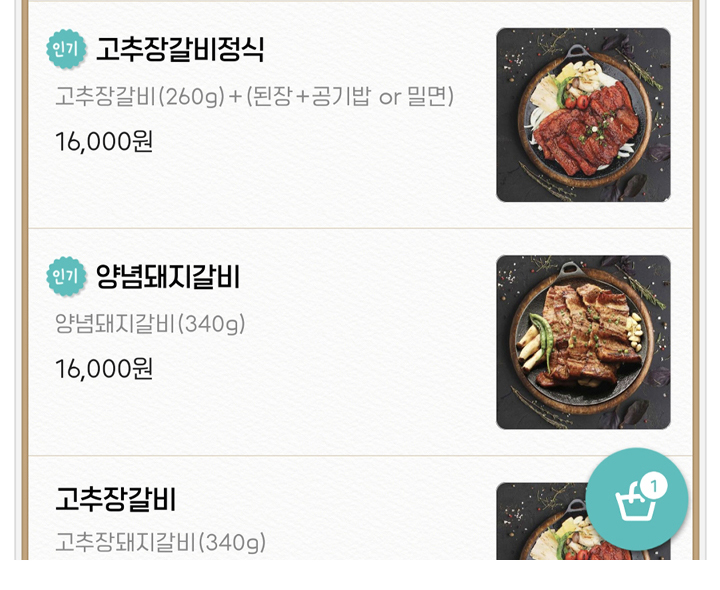 인기 고추장갈비정식
고추장갈비(260g)+(된장+공기밥 or 밀면)
16,000원
인기 양념돼지갈비
양념돼지갈비(340g)
16,000원
1
고추장갈비
고추장돼지갈비(340g)